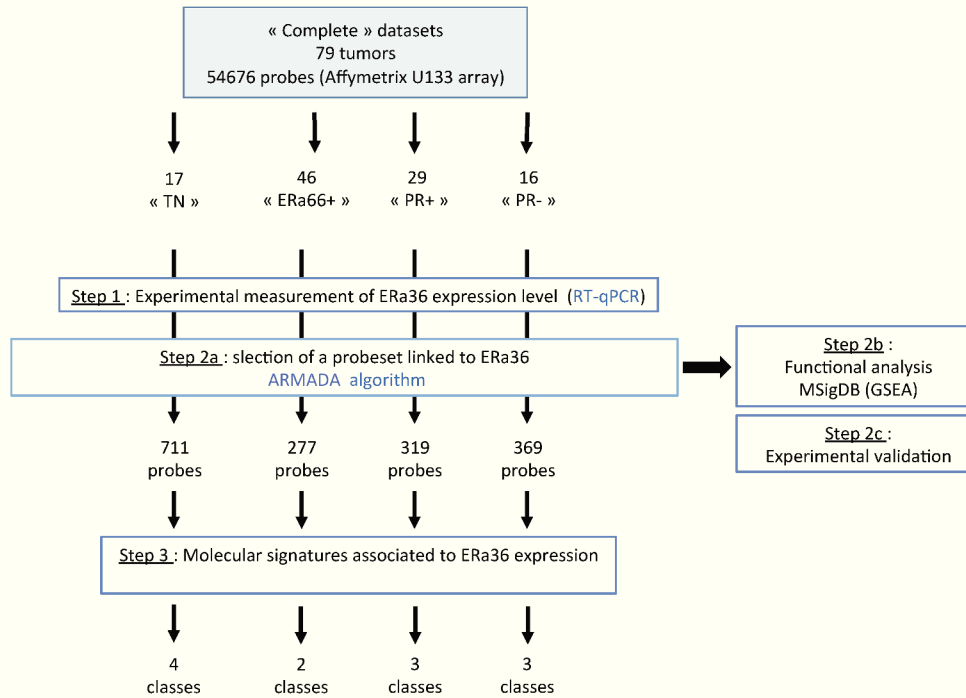 « Complete » datasets
79 tumors
54676 probes (Affymetrix U133 array)
17
« TN »
46
« ERa66+ »
29
« PR+ »
16
« PR- »
Step 1 : Experimental measurement of ERa36 expression level (RT-qPCR)
Step 2a : slection of a probeset linked to ERa36
ARMADA algorithm
Step 2b :
Functional analysis
MSigDB (GSEA)
Step 2c :
Experimental validation
711
probes
277
probes
319
probes
369
probes
Step 3 : Molecular signatures associated to ERa36 expression
4
classes
2
classes
3
classes
3
classes